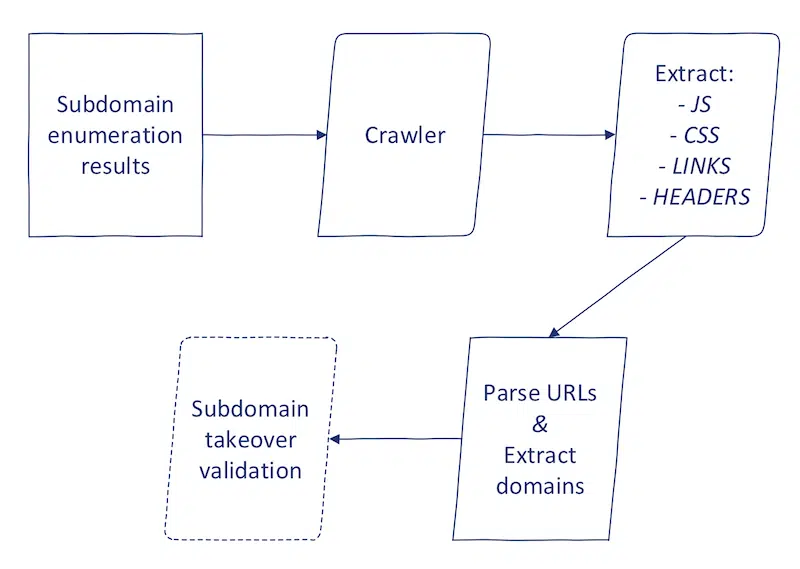 Subdomain
enumeration
results
Crawler
Extract:
- JS
- CSS
- LINKS
- HEADERS
Parse URLs
&
Extract
domains
Subdomain
takeover
validation